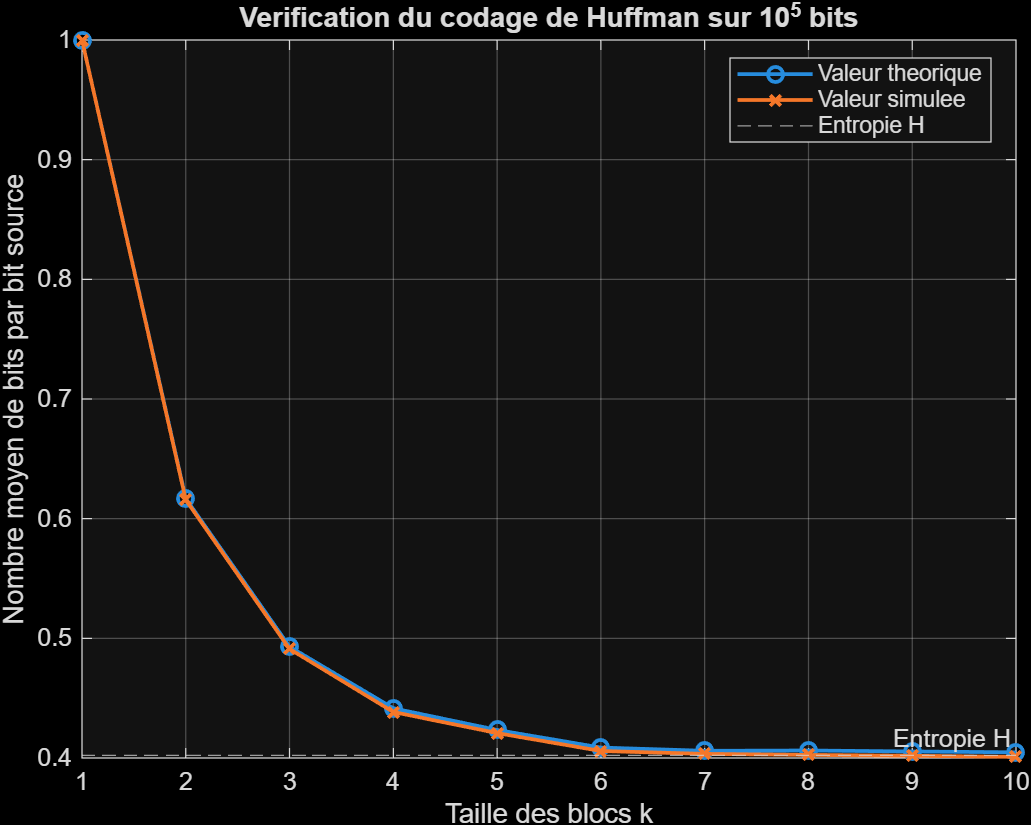 Verification du codage de Huffman sur 10⁵ bits
Valeur theorique
Valeur simulee
Entropie H
Nombre moyen de bits par bit source
1
0.9
0.8
0.7
0.6
0.5
0.4
Entropie H
1 2 3 4 5 6 7 8 9 10
Taille des blocs k